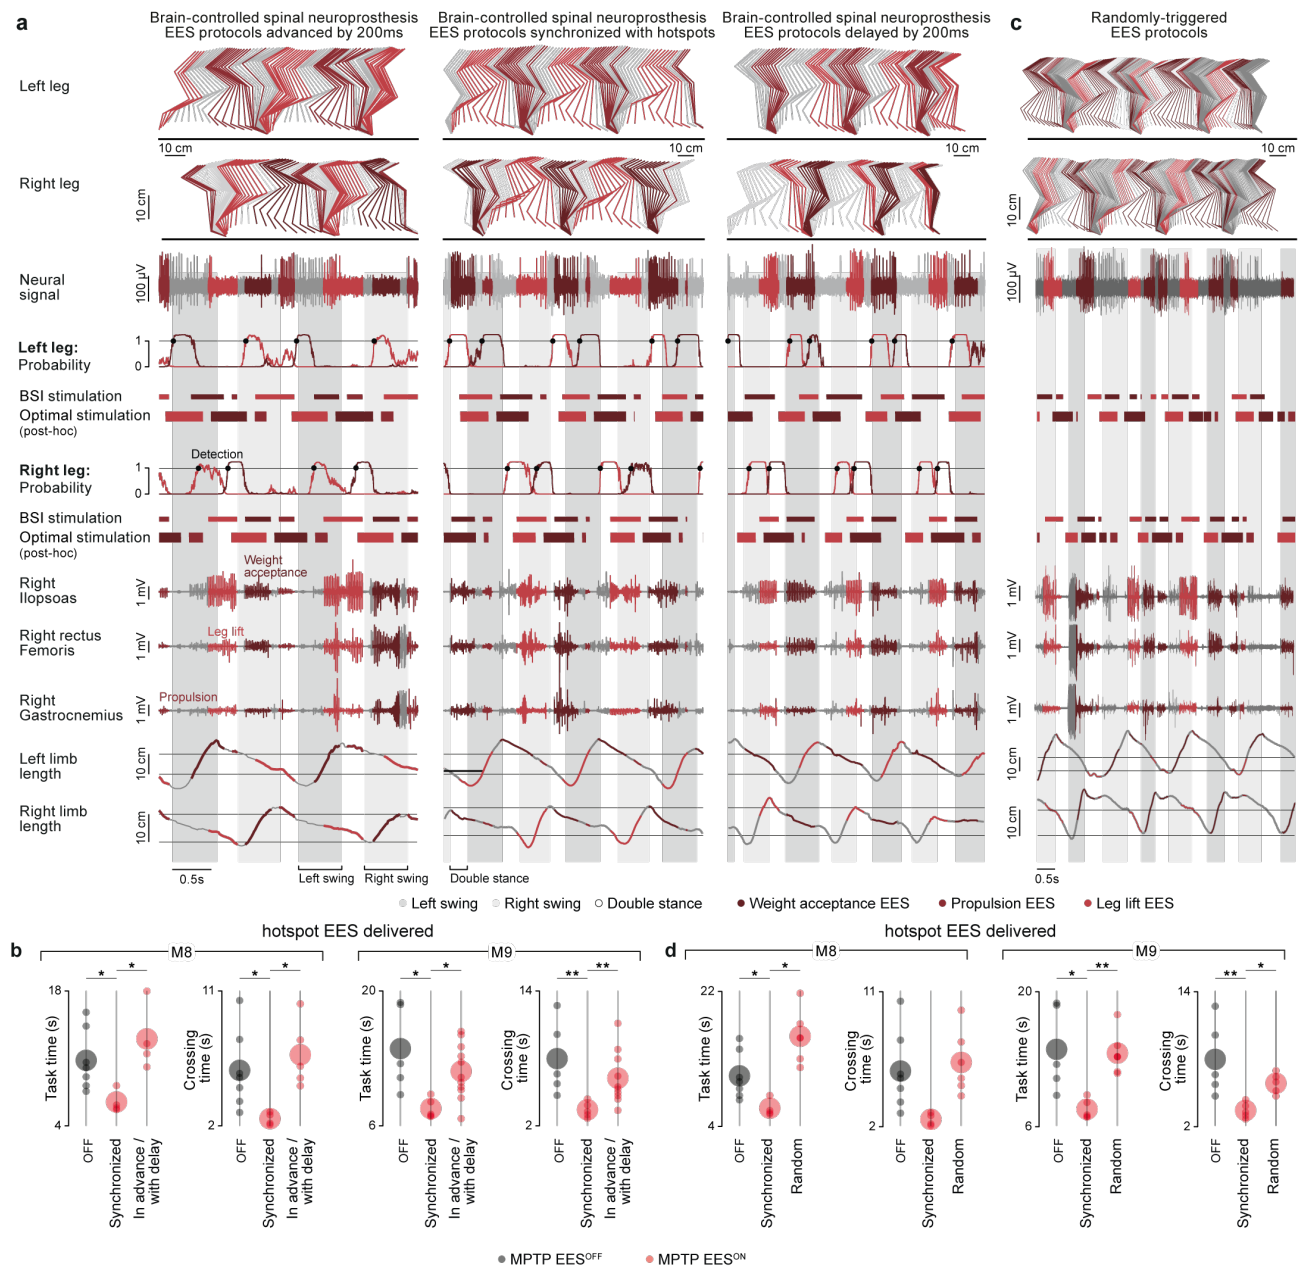 a
Brain-controlled spinal neuroprosthesis
EES protocols advanced by 200ms
Brain-controlled spinal neuroprosthesis
EES protocols synchronized with hotspots
Brain-controlled spinal neuroprosthesis
EES protocols delayed by 200ms
c
Randomly-triggered
EES protocols
Left leg
10 cm
10 cm
10 cm
10 cm
Right leg
10 cm
10 cm
Neural
signal
100 µV
100 µV
Left leg:
Probability
1
0
BSI stimulation
Optimal stimulation
(post-hoc)
Detection
Right leg:
Probability
1
0
BSI stimulation
Optimal stimulation
(post-hoc)
Weight
acceptance
Right
Ilopsoas
1 mV
1 mV
Leg lift
Right rectus
Femoris
1 mV
1 mV
Propulsion
Right
Gastrocnemius
1 mV
1 mV
Left limb
length
10 cm
10 cm
Right limb
length
10 cm
10 cm
0.5s
Left swing
Right swing
Double stance
0.5s
Left swing
Right swing
Double stance
Weight acceptance EES
Propulsion EES
Leg lift EES
b
hotspot EES delivered
M8
M9
* *
* *
* *
** **
18
4
Task time (s)
OFF
Synchronized
In advance /
with delay
11
2
Crossing
time (s)
OFF
Synchronized
In advance /
with delay
20
6
Task time (s)
OFF
Synchronized
In advance /
with delay
14
2
Crossing
time (s)
OFF
Synchronized
In advance /
with delay
d
hotspot EES delivered
M8
M9
* *
* **
** *
22
4
Task time (s)
OFF
Synchronized
Random
11
2
Crossing
time (s)
OFF
Synchronized
Random
20
6
Task time (s)
OFF
Synchronized
Random
14
2
Crossing
time (s)
OFF
Synchronized
Random
MPTP EES^OFF
MPTP EES^ON